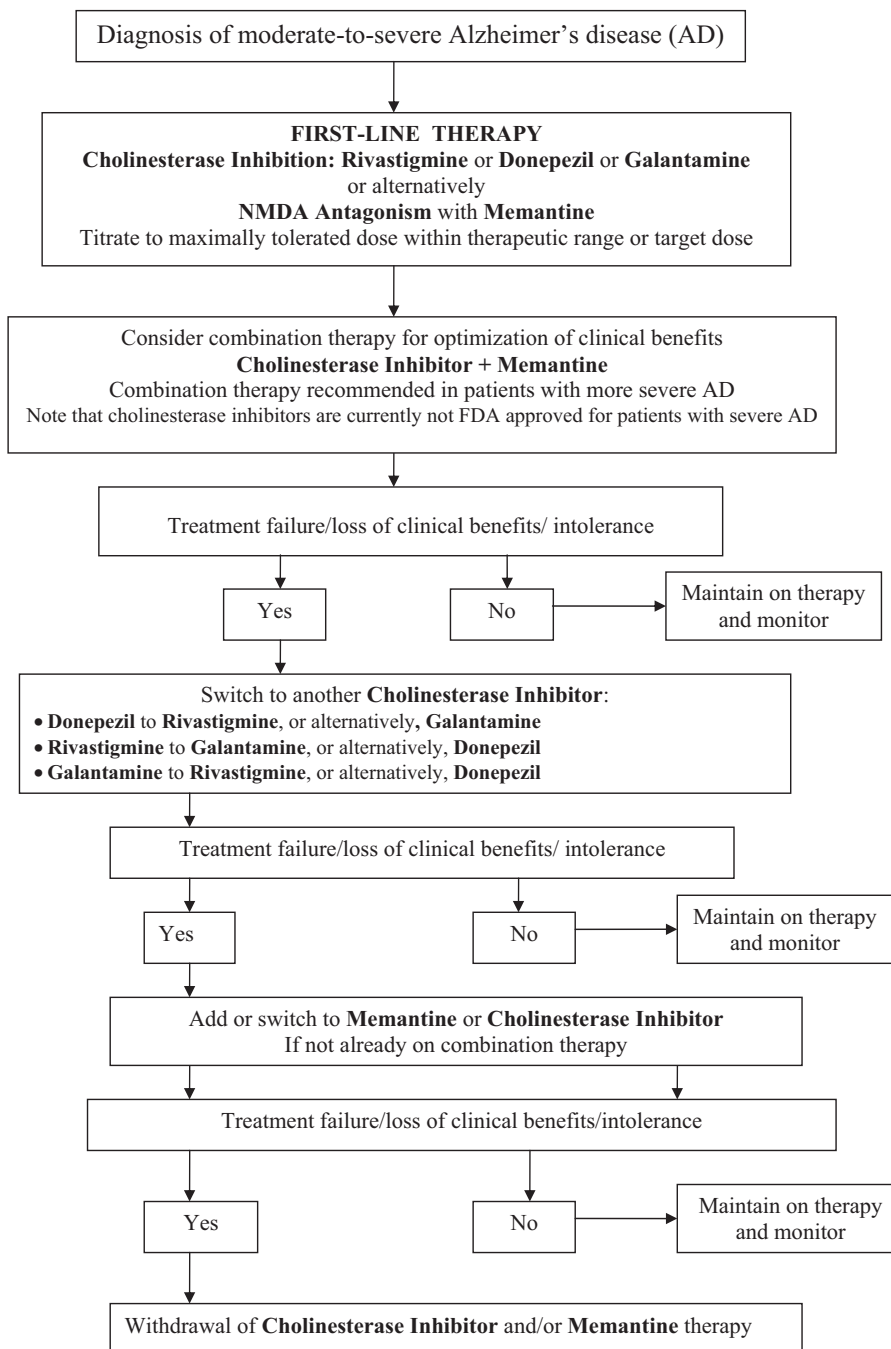 Diagnosis of moderate-to-severe Alzheimer’s disease (AD)
FIRST-LINE THERAPY
Cholinesterase Inhibition: Rivastigmine or Donepezil or Galantamine
or alternatively
NMDA Antagonism with Memantine
Titrate to maximally tolerated dose within therapeutic range or target dose
Consider combination therapy for optimization of clinical benefits
Cholinesterase Inhibitor + Memantine
Combination therapy recommended in patients with more severe AD
Note that cholinesterase inhibitors are currently not FDA approved for patients with severe AD
Treatment failure/loss of clinical benefits/ intolerance
Yes
No
Maintain on therapy
and monitor
Switch to another Cholinesterase Inhibitor:
• Donepezil to Rivastigmine, or alternatively, Galantamine
• Rivastigmine to Galantamine, or alternatively, Donepezil
• Galantamine to Rivastigmine, or alternatively, Donepezil
Treatment failure/loss of clinical benefits/ intolerance
Yes
No
Maintain on therapy
and monitor
Add or switch to Memantine or Cholinesterase Inhibitor
If not already on combination therapy
Treatment failure/loss of clinical benefits/intolerance
Yes
No
Maintain on therapy
and monitor
Withdrawal of Cholinesterase Inhibitor and/or Memantine therapy